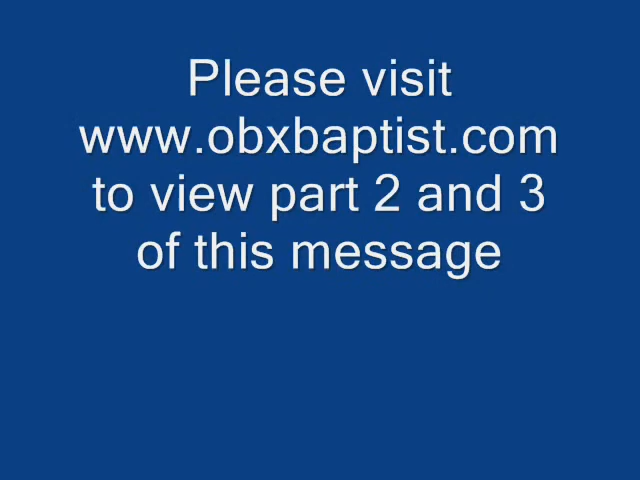 Please visit
www.obxbaptist.com
to view part 2 and 3
of this message